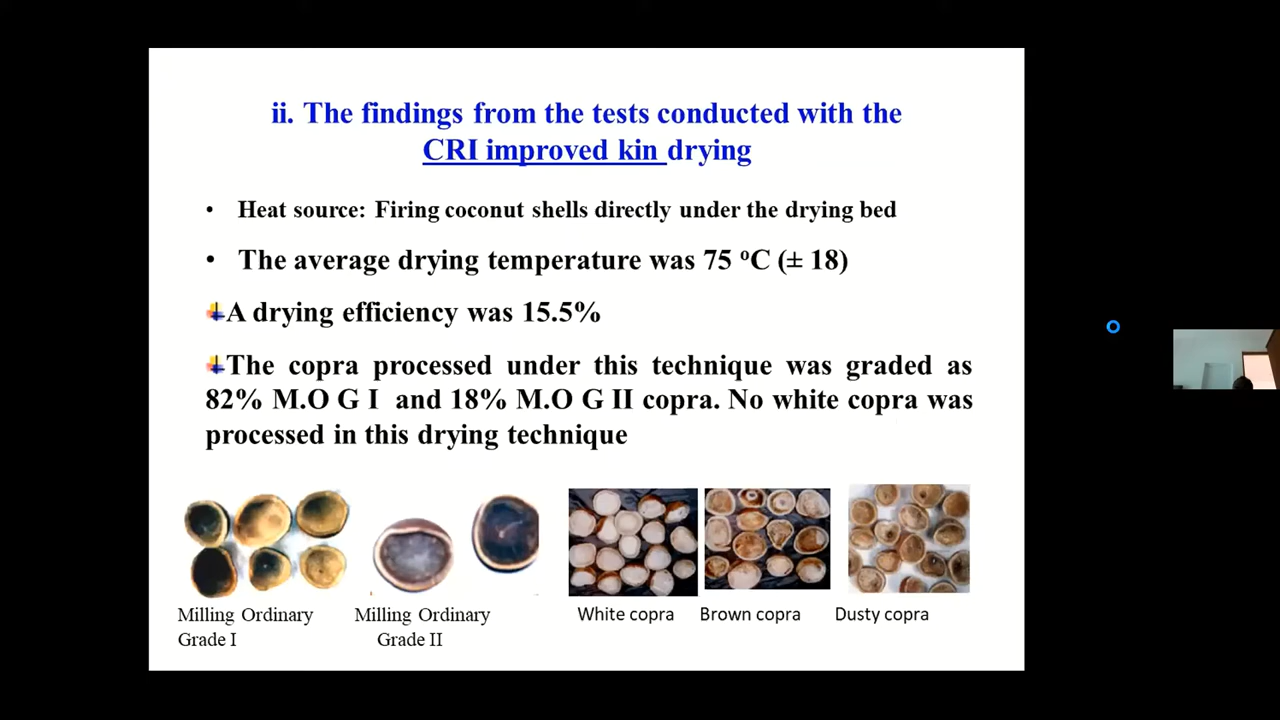 ii. The findings from the tests conducted with the
CRI improved kin drying
• Heat source: Firing coconut shells directly under the drying bed
• The average drying temperature was 75 ºC (± 18)
A drying efficiency was 15.5%
The copra processed under this technique was graded as
82% M.O G I and 18% M.O G II copra. No white copra was
processed in this drying technique
Milling Ordinary
Grade I
Milling Ordinary
Grade II
White copra
Brown copra
Dusty copra